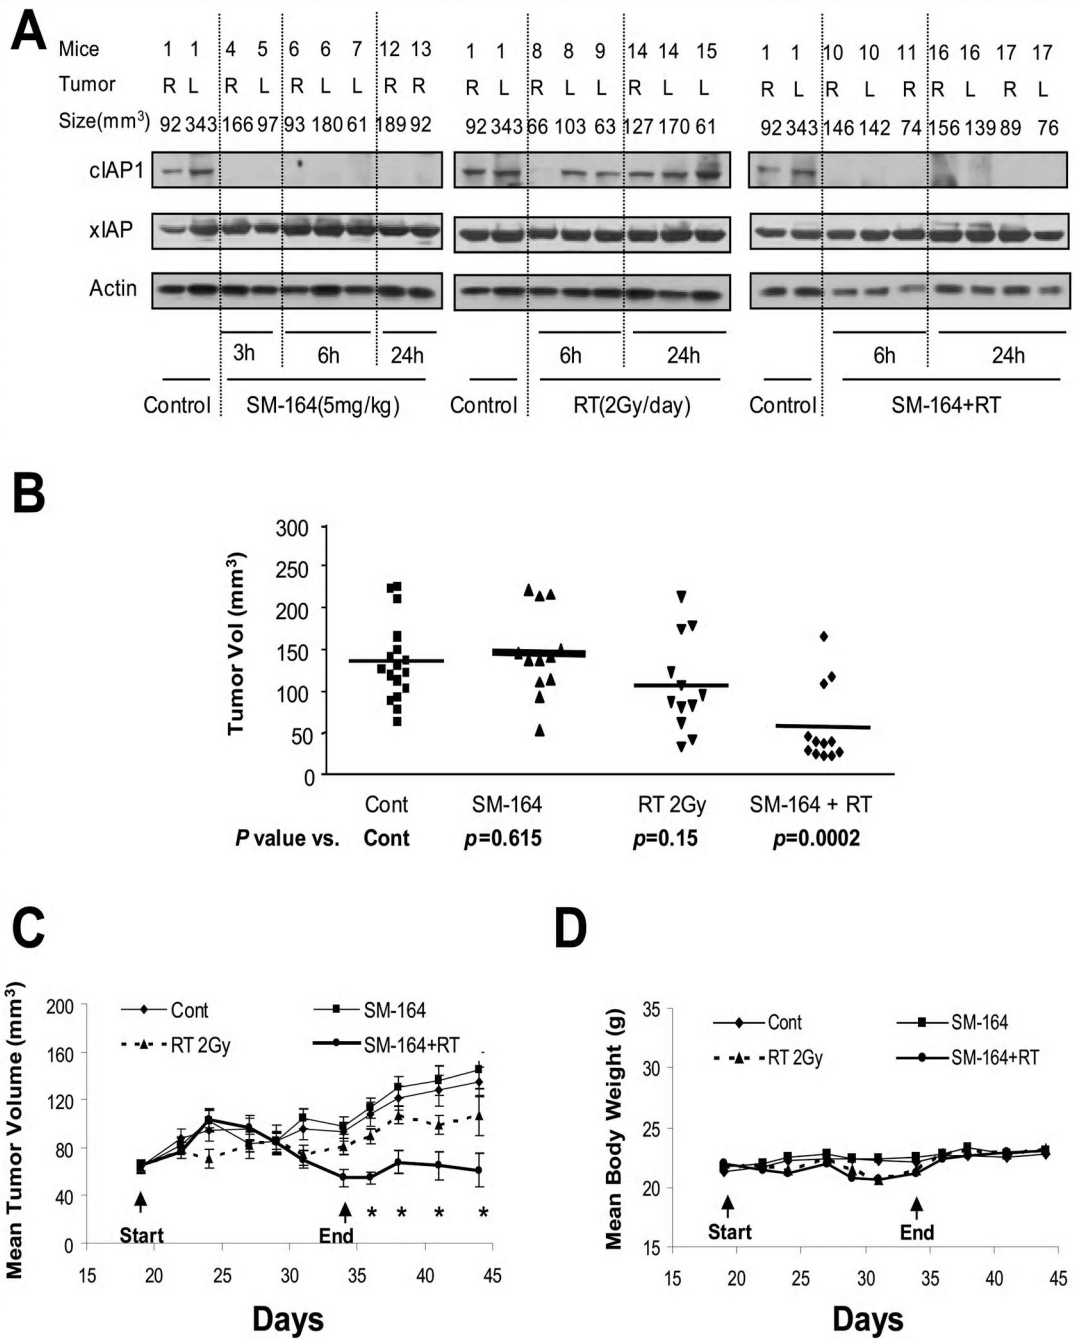 A
Mice 1 1 4 5 6 6 7 12 13 1 1 8 8 9 14 14 15 1 1 10 10 11 16 16 17 17
Tumor R L R L R L L R R R L R L L R L L R L R L R R L R L
Size(mm3) 92 343 166 97 93 180 61 189 92 92 343 66 103 63 127 170 61 92 343 146 142 74 156 139 89 76
cIAP1
xIAP
Actin
3h 6h 24h 6h 24h 6h 24h
Control SM-164(5mg/kg) Control RT(2Gy/day) Control SM-164+RT
B
Tumor Vol (mm3)
300
250
200
150
100
50
0
Cont SM-164 RT 2Gy SM-164 + RT
P value vs. Cont p=0.615 p=0.15 p=0.0002
C
Mean Tumor Volume (mm3)
200
160
120
80
40
0
Cont SM-164
RT 2Gy SM-164+RT
* * * *
Start End
15 20 25 30 35 40 45
Days
D
Mean Body Weight (g)
35
30
25
20
15
Cont SM-164
RT 2Gy SM-164+RT
Start End
15 20 25 30 35 40 45
Days